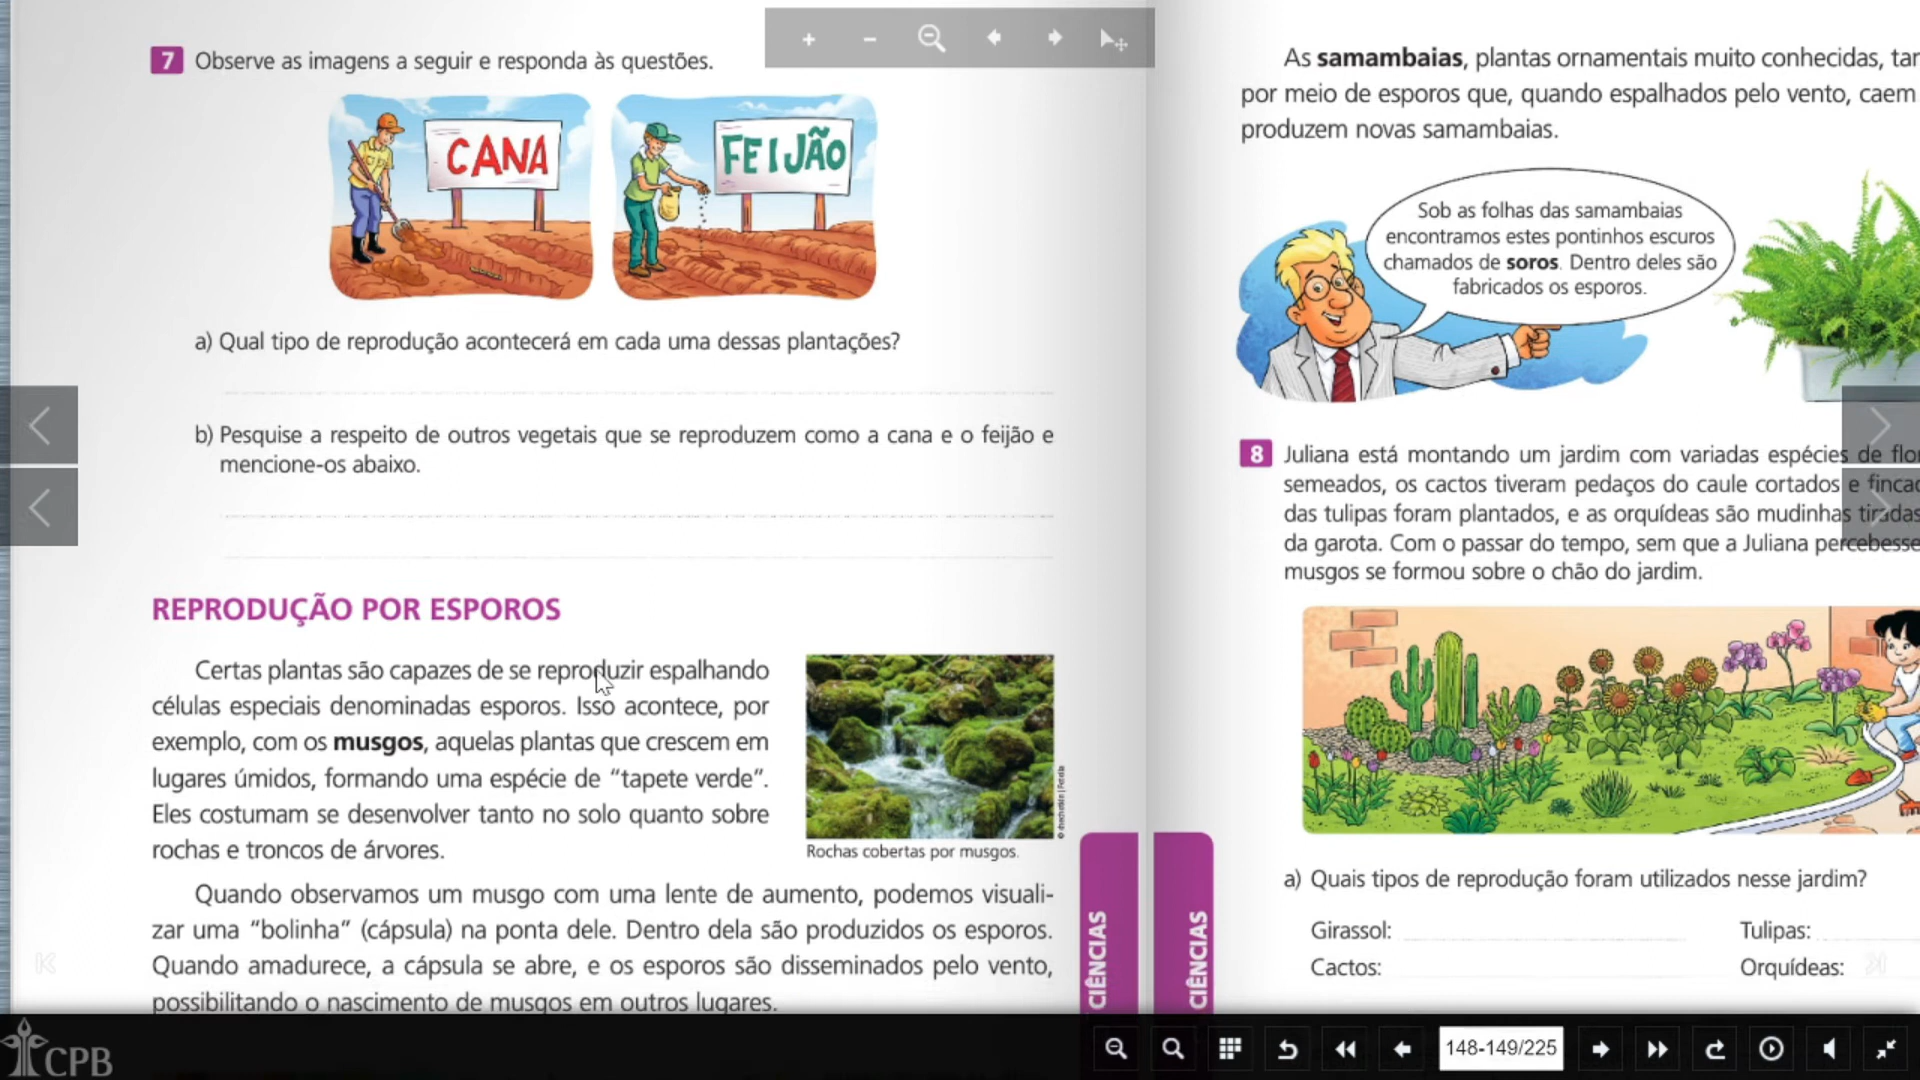 7 Observe as imagens a seguir e responda às questões.
CANA
FEIJÃO
a) Qual tipo de reprodução acontecerá em cada uma dessas plantações?
b) Pesquise a respeito de outros vegetais que se reproduzem como a cana e o feijão e
mencione-os abaixo.
REPRODUÇÃO POR ESPOROS
Certas plantas são capazes de se reproduzir espalhando
células especiais denominadas esporos. Isso acontece, por
exemplo, com os musgos, aquelas plantas que crescem em
lugares úmidos, formando uma espécie de “tapete verde”.
Eles costumam se desenvolver tanto no solo quanto sobre
rochas e troncos de árvores.
Rochas cobertas por musgos.
Quando observamos um musgo com uma lente de aumento, podemos visuali-
zar uma “bolinha” (cápsula) na ponta dele. Dentro dela são produzidos os esporos.
Quando amadurece, a cápsula se abre, e os esporos são disseminados pelo vento,
possibilitando o nascimento de musgos em outros lugares.
CIÊNCIAS
As samambaias, plantas ornamentais muito conhecidas,
por meio de esporos que, quando espalhados pelo vento, caem
produzem novas samambaias.
Sob as folhas das samambaias
encontramos estes pontinhos escuros
chamados de soros. Dentro deles são
fabricados os esporos.
8 Juliana está montando um jardim com variadas espécies de
semeados, os cactos tiveram pedaços do caule cortados e
das tulipas foram plantados, e as orquídeas são mudinhas tiradas
da garota. Com o passar do tempo, sem que a Juliana percebesse
musgos se formou sobre o chão do jardim.
a) Quais tipos de reprodução foram utilizados nesse jardim?
Girassol: Tulipas:
Cactos: Orquídeas:
CIÊNCIAS
CPB
148-149/225